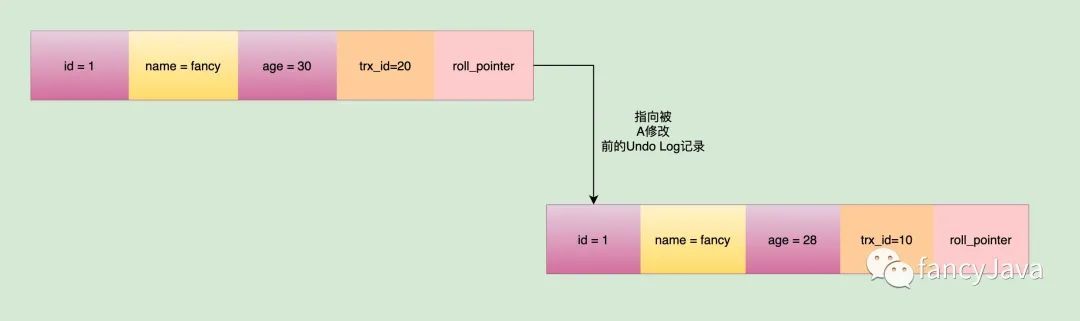 id = 1 name = fancy age = 30 trx_id=20 roll_pointer
指向被
A修改
前的Undo Log记录
id = 1 name = fancy age = 28 trx_id=10 roll_pointer
fancyJava